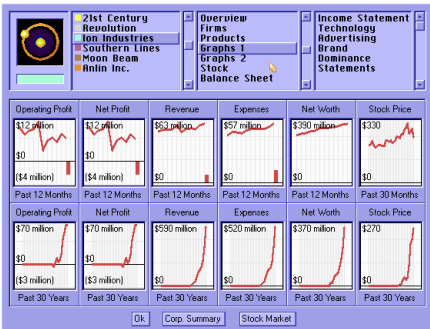 21st Century
Revolution
Ion Industries
Southern Lines
Moon Beam
Anlin Inc.
Overview
Firms
Products
Graphs 1
Graphs 2
Stock
Balance Sheet
Income Statement
Technology
Advertising
Brand
Dominance
Statements
Operating Profit Net Profit Revenue Expenses Net Worth Stock Price
$12 million $12 million $63 million $57 million $390 million $330
$0 $0 $0 $0 $0 $0
($4 million) ($4 million)
Past 12 Months Past 12 Months Past 12 Months Past 12 Months Past 12 Months Past 30 Months
Operating Profit Net Profit Revenue Expenses Net Worth Stock Price
$70 million $70 million $590 million $520 million $370 million $270
$0 $0 $0 $0 $0 $0
($3 million) ($3 million)
Past 30 Years Past 30 Years Past 30 Years Past 30 Years Past 30 Years Past 30 Years
Ok Corp. Summary Stock Market